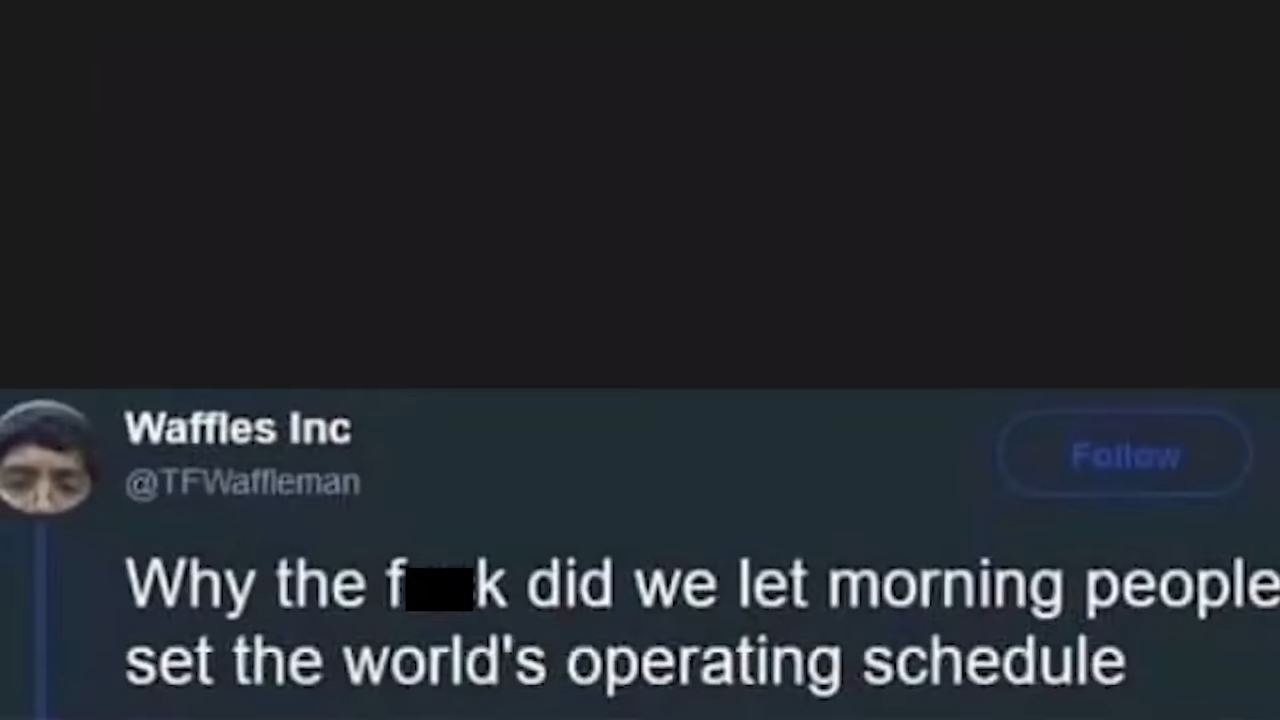 Waffles Inc
@TFWaffleman
Follow
Why the f k did we let morning people
set the world's operating schedule